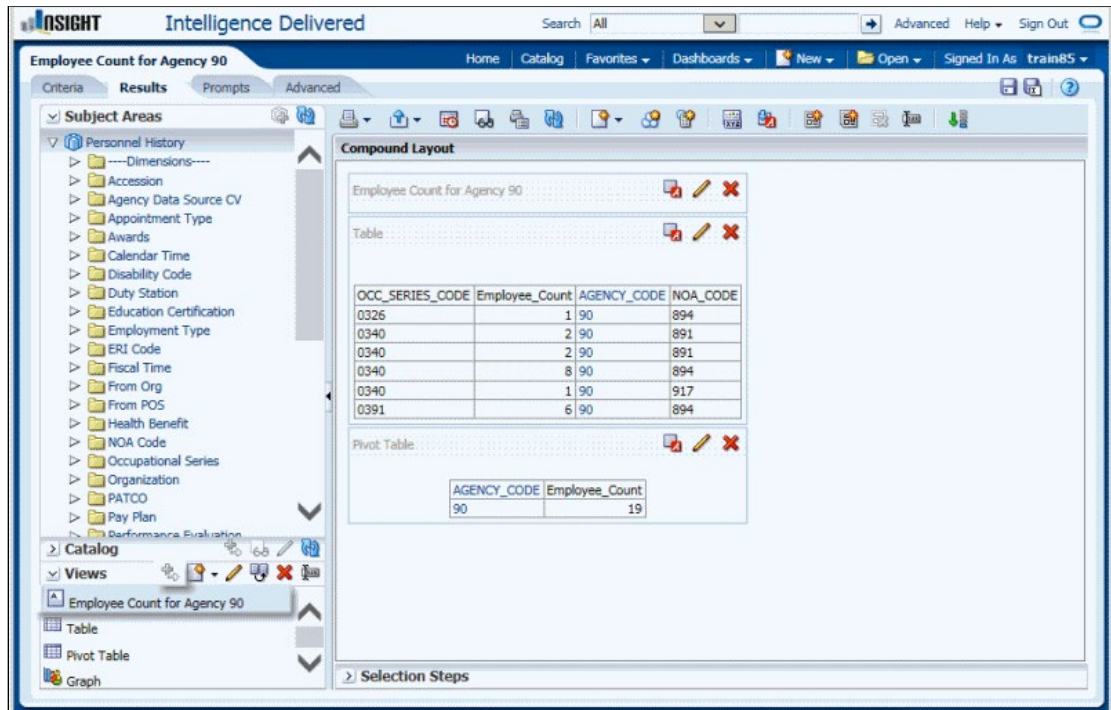 INSIGHT Intelligence Delivered Search All Advanced Help Sign Out
Employee Count for Agency 90 Home Catalog Favorites Dashboards New Open Signed In As train85
Criteria Results Prompts Advanced
Subject Areas
Personnel History
----Dimensions----
Accession
Agency Data Source CV
Appointment Type
Awards
Calendar Time
Disability Code
Duty Station
Education Certification
Employment Type
ERI Code
Fiscal Time
From Org
From POS
Health Benefit
NOA Code
Occupational Series
Organization
PATCO
Pay Plan
Performance Evaluation
Catalog
Views
Employee Count for Agency 90
Table
Pivot Table
Graph
Compound Layout
Employee Count for Agency 90
Table
OCC_SERIES_CODE Employee_Count AGENCY_CODE NOA_CODE
0326 1 90 894
0340 2 90 891
0340 2 90 891
0340 8 90 894
0340 1 90 917
0391 6 90 894
Pivot Table
AGENCY_CODE Employee_Count
90 19
Selection Steps